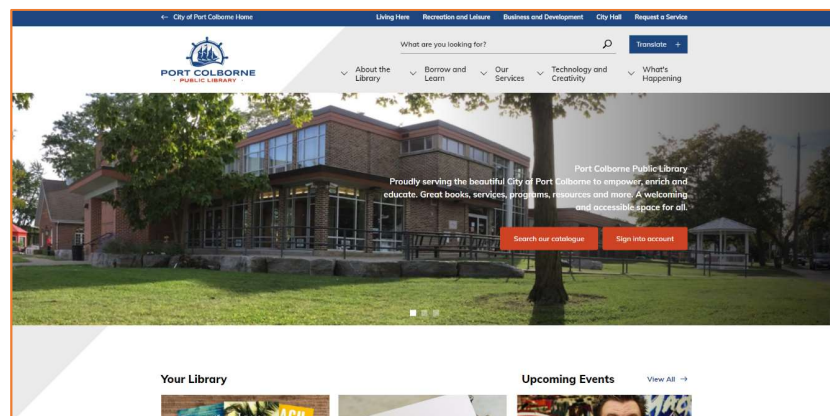 ← City of Port Colborne Home
Living Here Recreation and Leisure Business and Development City Hall Request a Service
What are you looking for?
Translate +
PORT COLBORNE
· PUBLIC LIBRARY ·
About the Library
Borrow and Learn
Our Services
Technology and Creativity
What's Happening
Port Colborne Public Library
Proudly serving the beautiful City of Port Colborne to empower, enrich and
educate. Great books, services, programs, resources and more. A welcoming
and accessible space for all.
Search our catalogue
Sign into account
Your Library
Upcoming Events
View All →